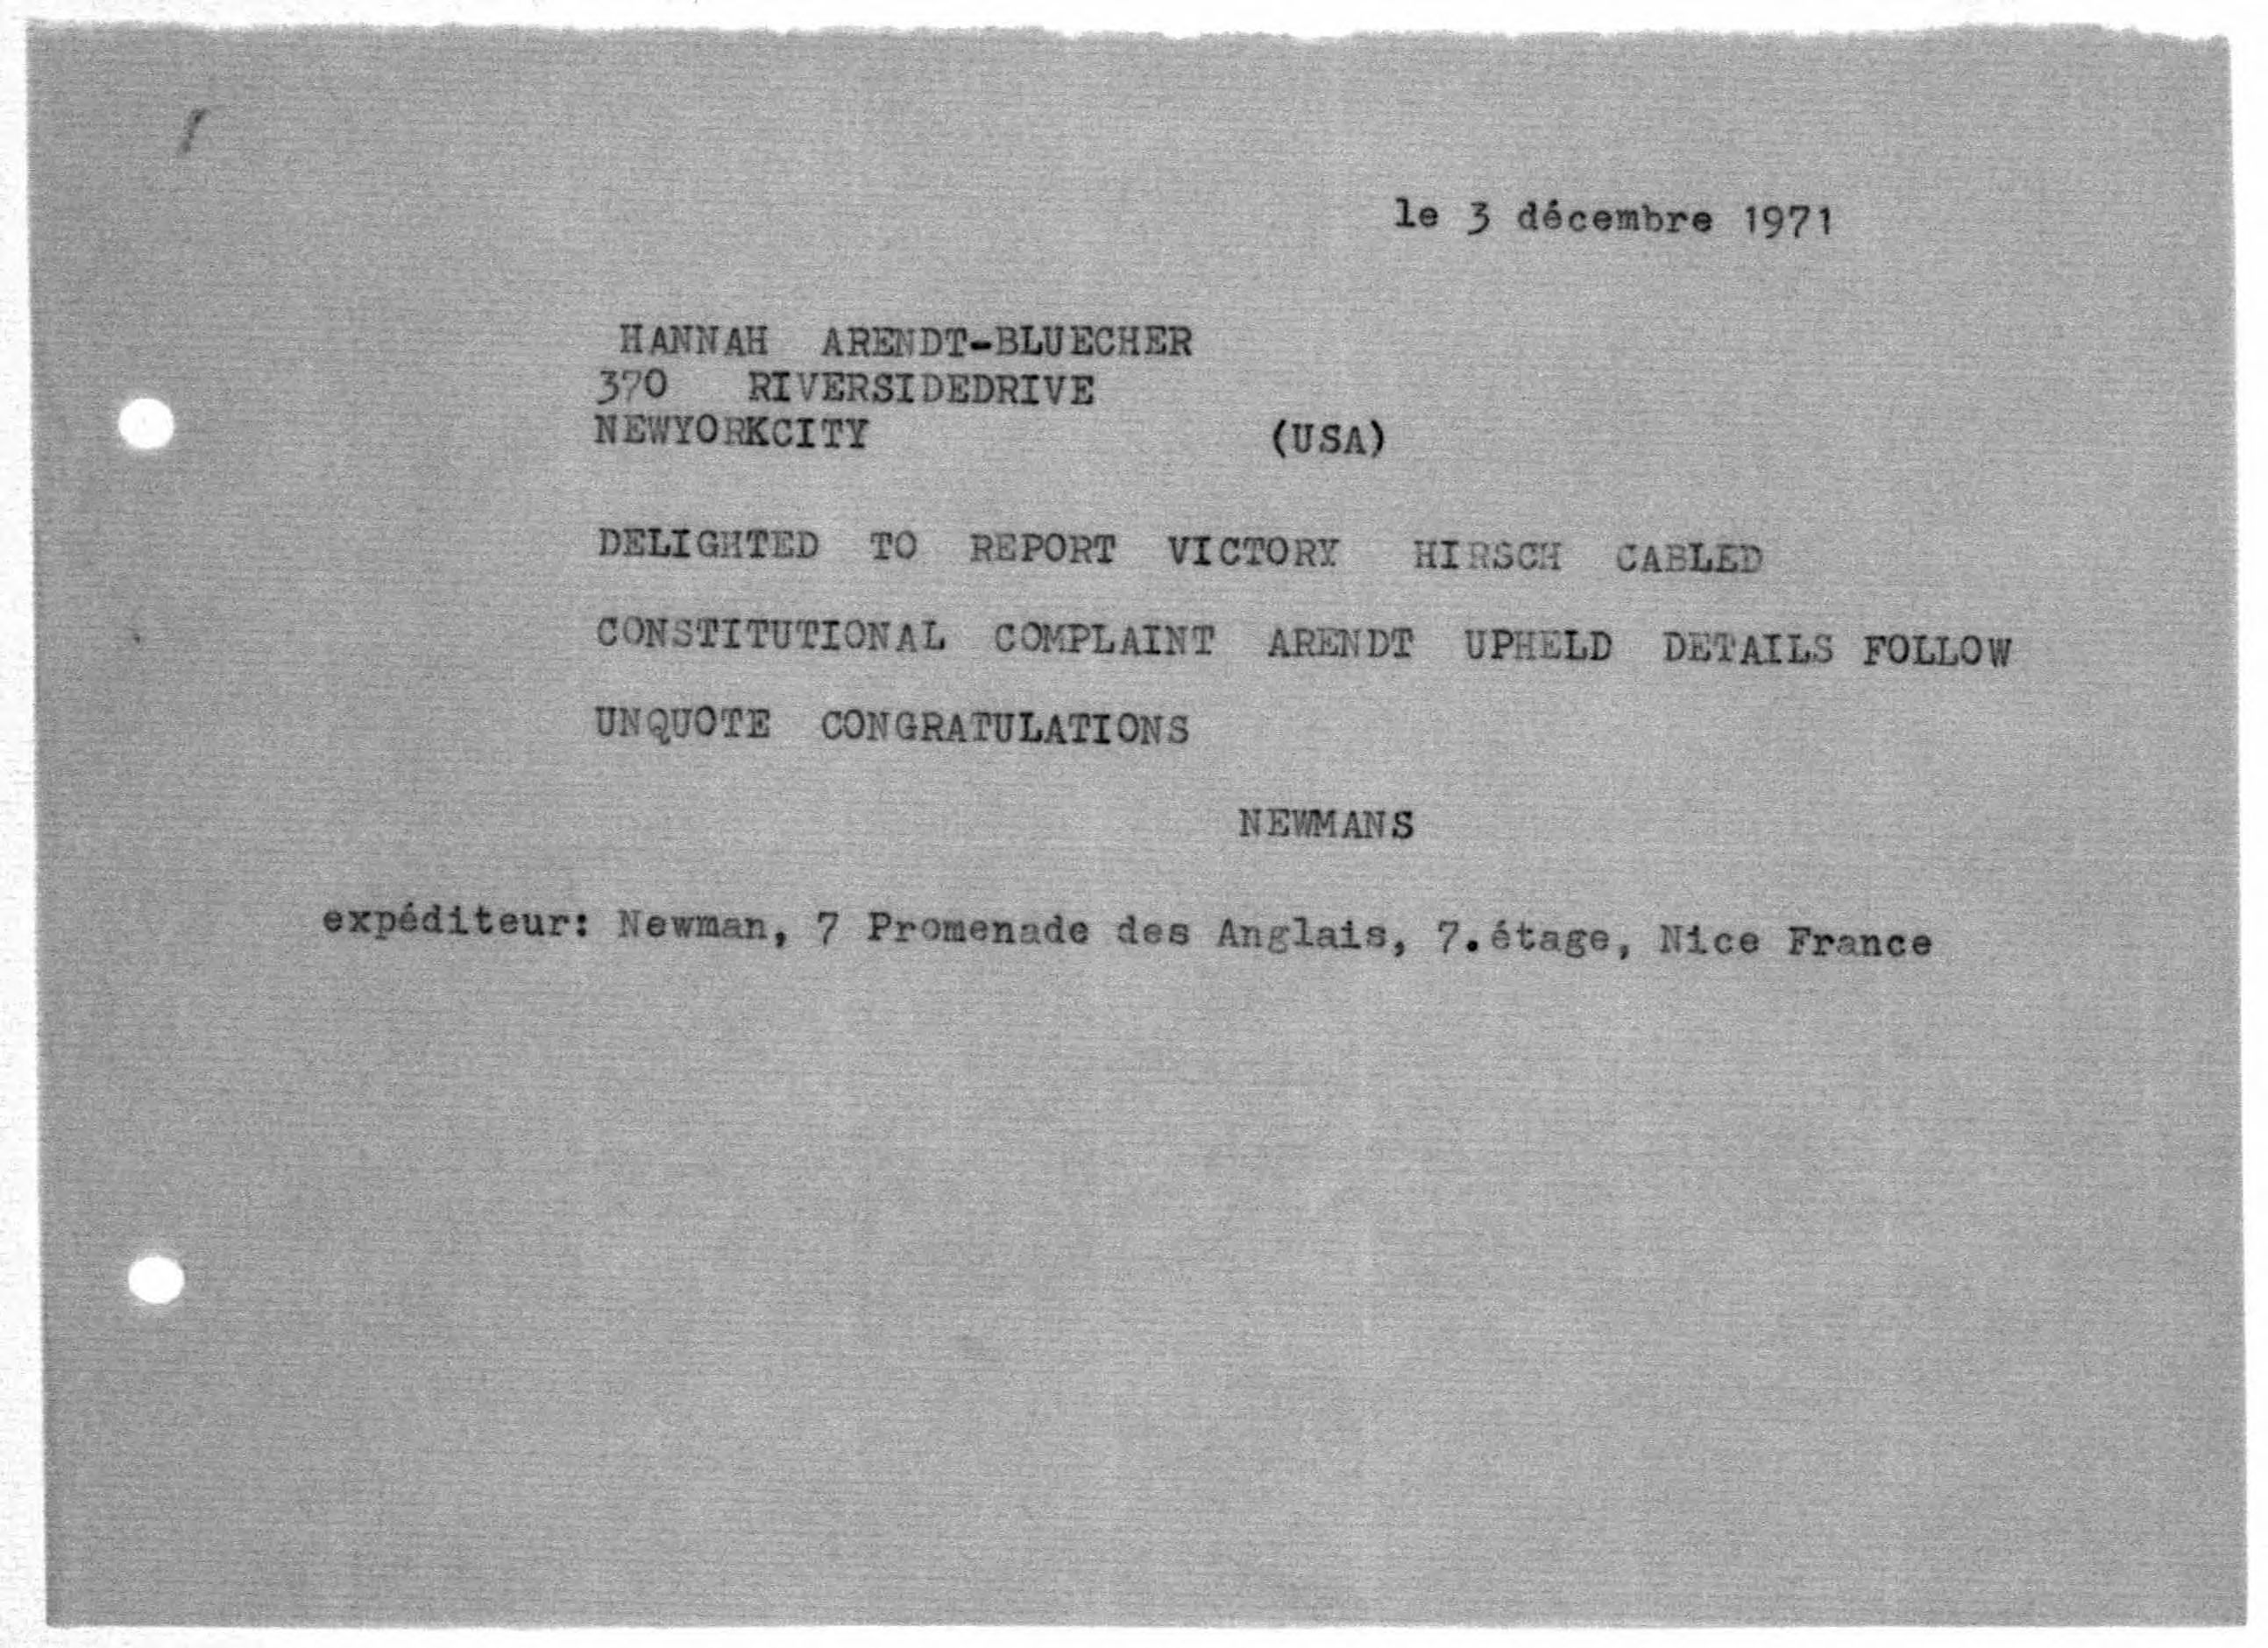 le 3 décembre 1971
HANNAH ARENDT-BLUECHER
370 RIVERSIDEDRIVE
NEWYORKCITY (USA)
DELIGHTED TO REPORT VICTORY HIRSCH CABLED
CONSTITUTIONAL COMPLAINT ARENDT UPHELD DETAILS FOLLOW
UNQUOTE CONGRATULATIONS
NEWMANS
expéditeur: Newman, 7 Promenade des Anglais, 7.étage, Nice France